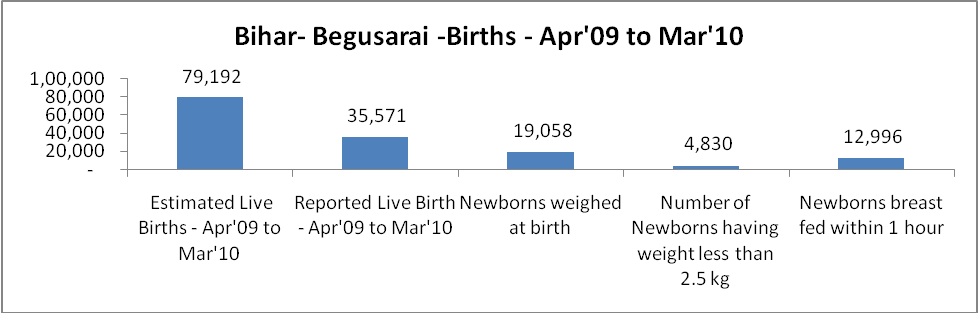 Bihar- Begusarai -Births - Apr'09 to Mar'10
1,00,000
80,000
60,000
40,000
20,000
-
79,192
35,571
19,058
4,830
12,996
Estimated Live
Births - Apr'09 to
Mar'10
Reported Live Birth
- Apr'09 to Mar'10
Newborns weighed
at birth
Number of
Newborns having
weight less than
2.5 kg
Newborns breast
fed within 1 hour